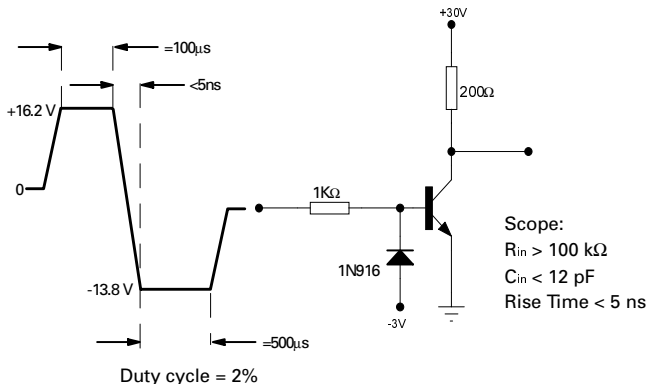 =100µs
<5ns
+16.2 V
0
-13.8 V
=500µs
Duty cycle = 2%
+30V
200Ω
1KΩ
1N916
-3V
Scope:
Rin > 100 kΩ
Cin < 12 pF
Rise Time < 5 ns